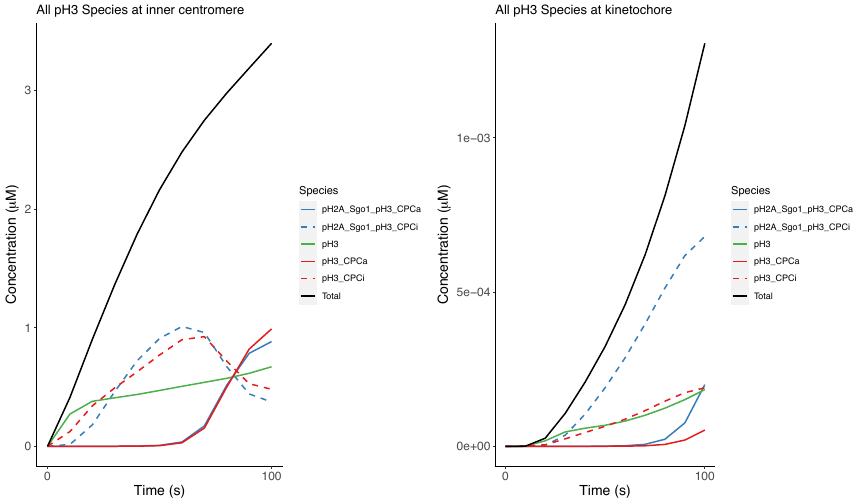 All pH3 Species at inner centromere
Concentration (μM)
3
2
1
0
0
100
Time (s)
Species
pH2A_Sgo1_pH3_CPCa
pH2A_Sgo1_pH3_CPCi
pH3
pH3_CPCa
pH3_CPCi
Total
All pH3 Species at kinetochore
Concentration (μM)
1e−03
5e−04
0e+00
0
100
Time (s)
Species
pH2A_Sgo1_pH3_CPCa
pH2A_Sgo1_pH3_CPCi
pH3
pH3_CPCa
pH3_CPCi
Total